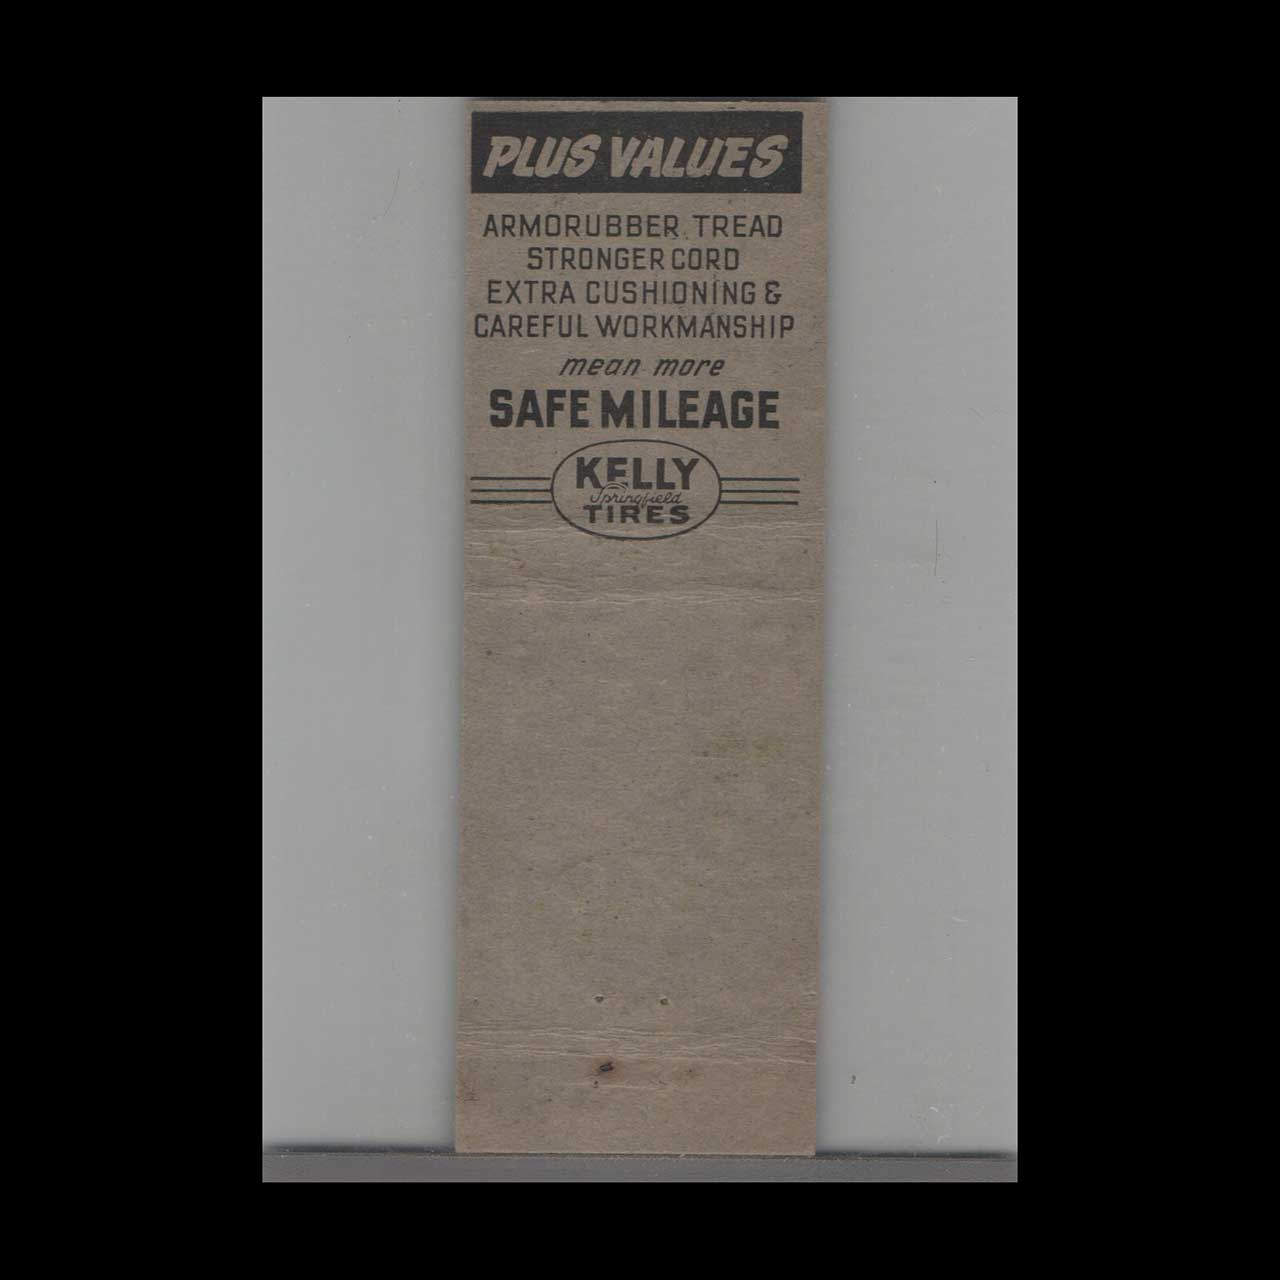 PLUS VALUES
ARMORUBBER TREAD
STRONGER CORD
EXTRA CUSHIONING &
CAREFUL WORKMANSHIP
mean more
SAFE MILEAGE
KELLY
Springfield
TIRES